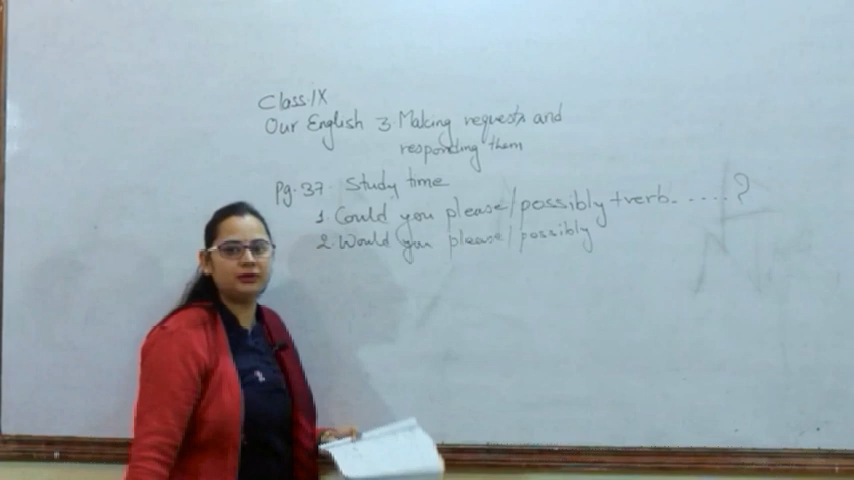 Class.IX
Our English 3 Making requests and
responding them
Pg. 37. Study time
1. Could you please/possibly + verb......?
2. Would you please/possibly